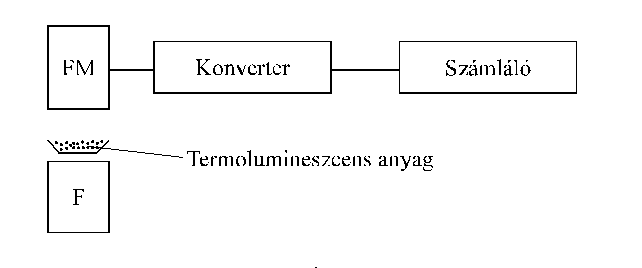 FM
Konverter
Számláló
Termolumineszcens anyag
F